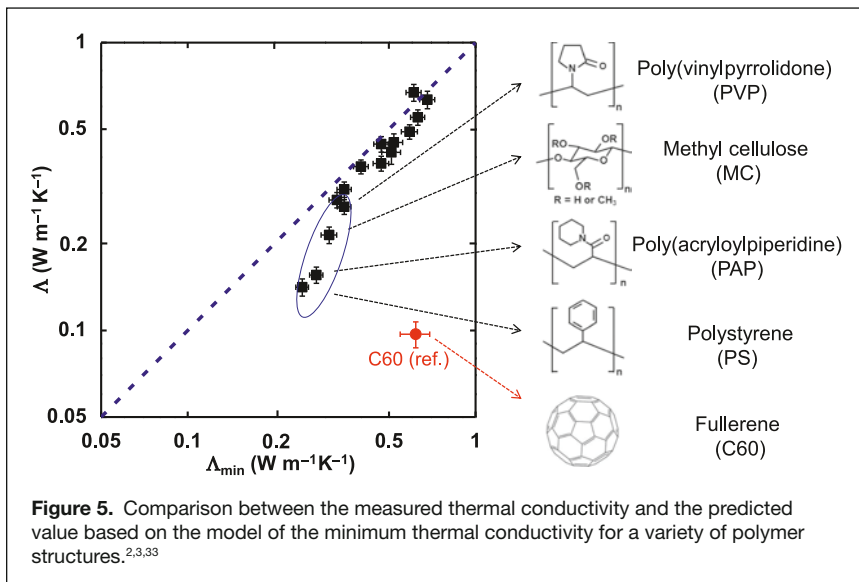 Λ (W m⁻¹ K⁻¹)
1
0.5
0.2
0.1
0.05
0.05
0.1
0.2
0.5
1
Λmin (W m⁻¹K⁻¹)
C60 (ref.)
N
O
n
Poly(vinylpyrrolidone)
(PVP)
RO
OR
O
O
OR
n
R = H or CH₃
Methyl cellulose
(MC)
N
O
n
Poly(acryloylpiperidine)
(PAP)
n
Polystyrene
(PS)
Fullerene
(C60)
Figure 5. Comparison between the measured thermal conductivity and the predicted
value based on the model of the minimum thermal conductivity for a variety of polymer
structures.²,³,³³